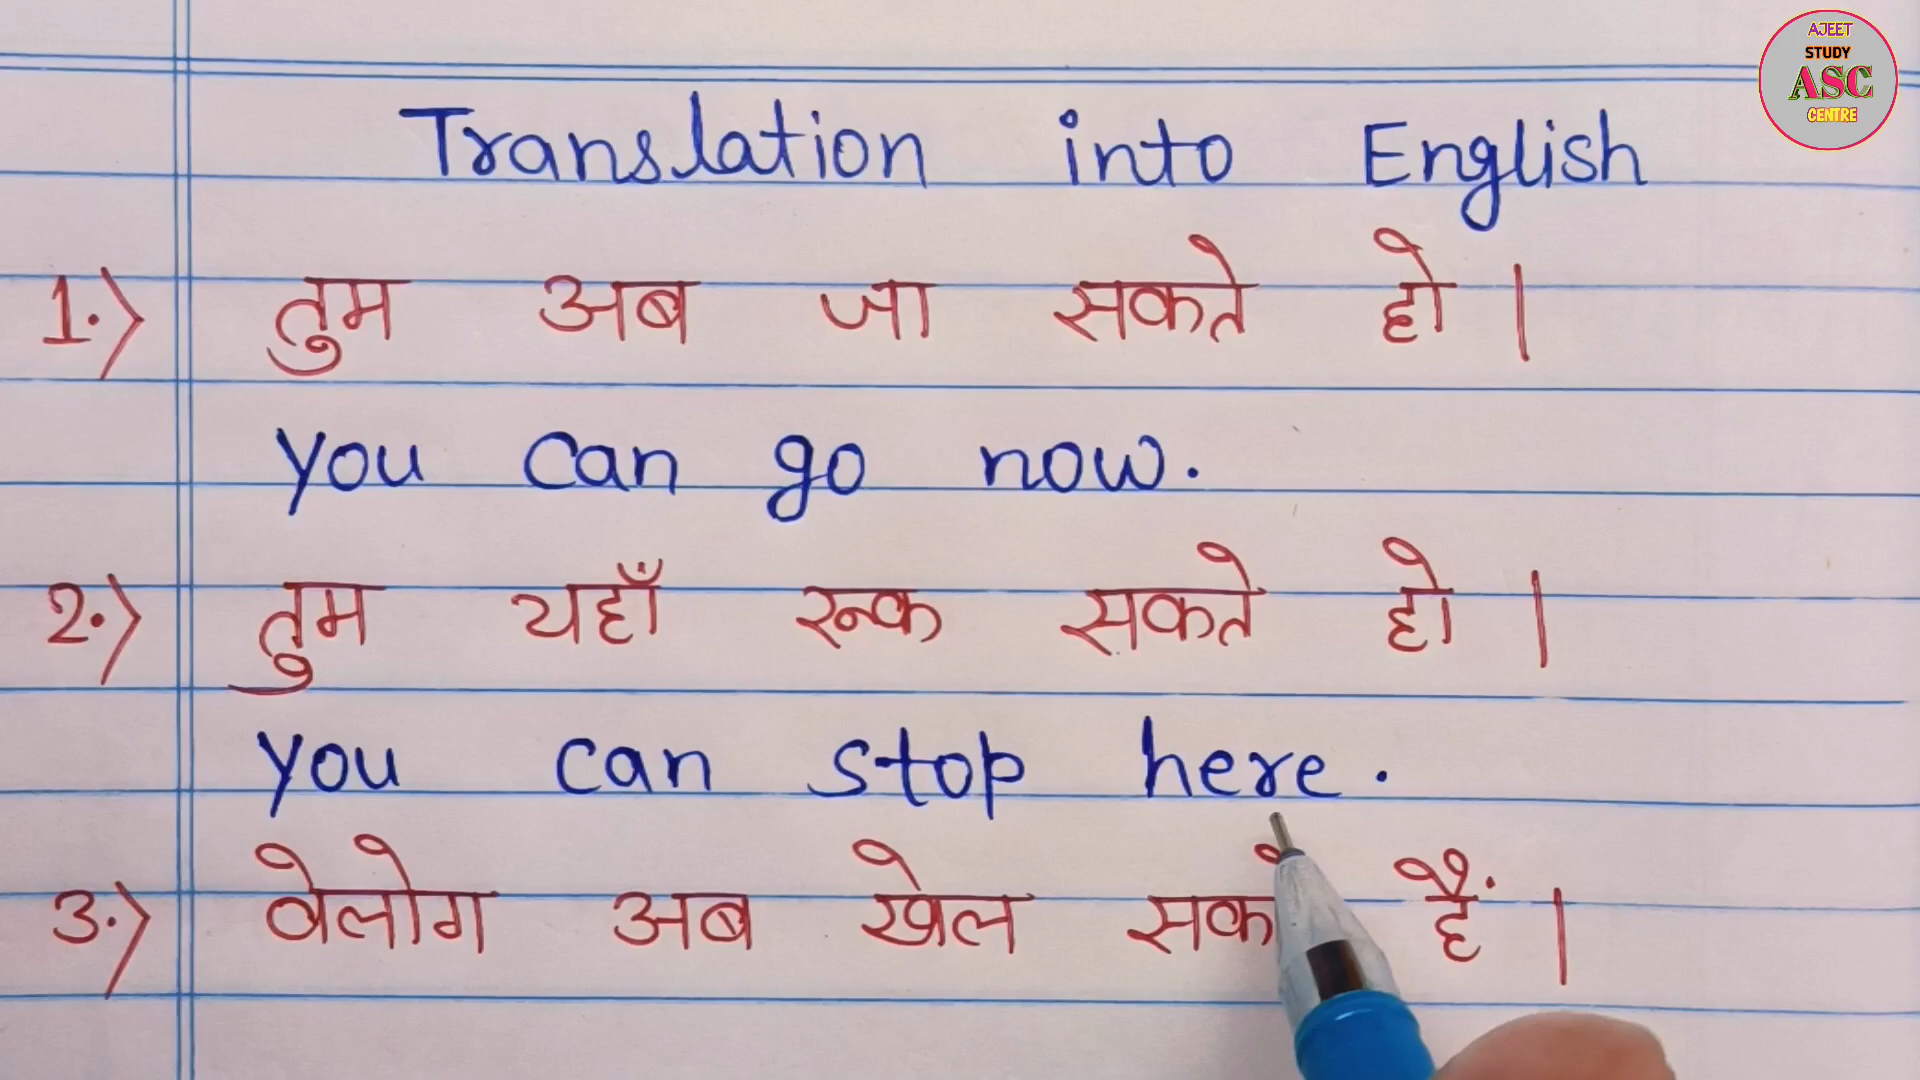 AJEET
STUDY
ASC
CENTRE
Translation into English
1.) तुम अब जा सकते हो।
you can go now.
2.) तुम यहाँ रूक सकते हो।
you can stop here.
3.) वेलोग अब खेल हैं।